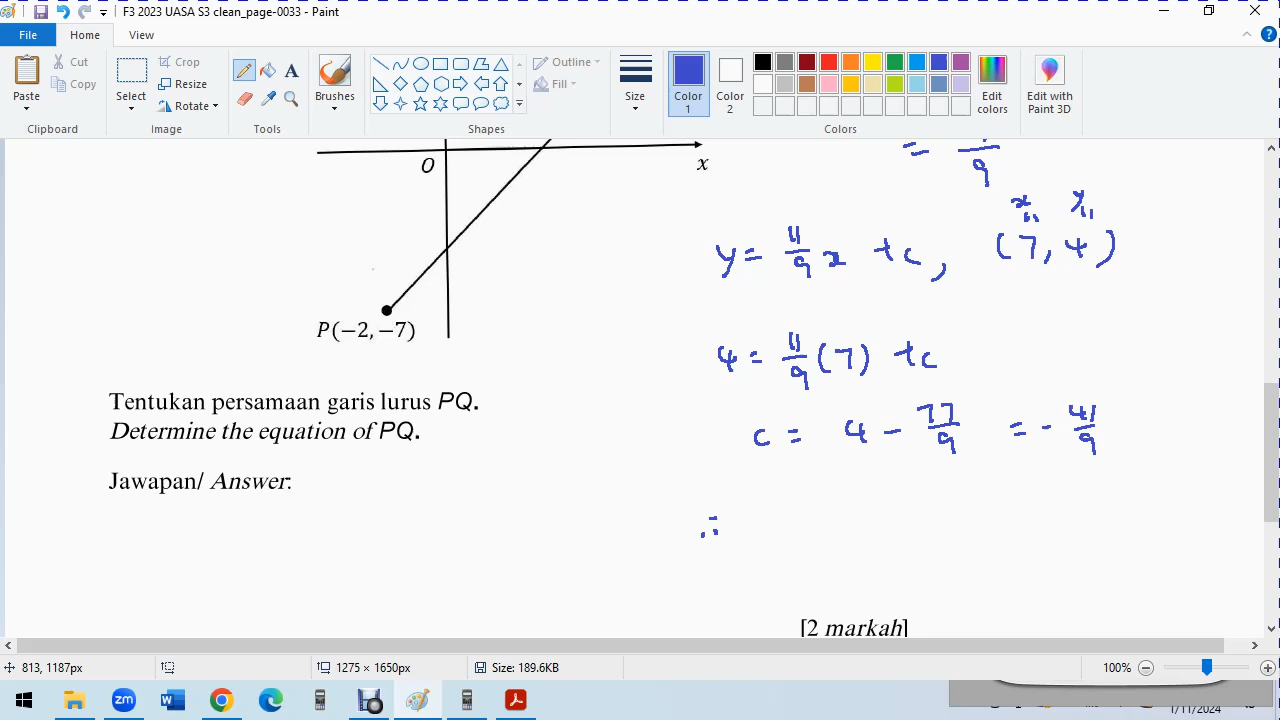 F3 2023 UASA S3 clean_page-0033 - Paint
File Home View
Paste Cut Copy Clipboard
Select Crop Resize Rotate Image
Tools
Brushes
Outline Fill Shapes
Size
Color 1 Color 2 Edit colors Colors
Edit with Paint 3D
= 9
O x
x₁ y₁
y = 11/9 x + c, (7, 4)
P(−2, −7)
4 = 11/9 (7) + c
c = 4 − 77/9 = - 41/9
Tentukan persamaan garis lurus PQ.
Determine the equation of PQ.
Jawapan/ Answer:
∴
[2 markah]
813, 1187px 1275 × 1650px Size: 189.6KB 100%
1/11/2024